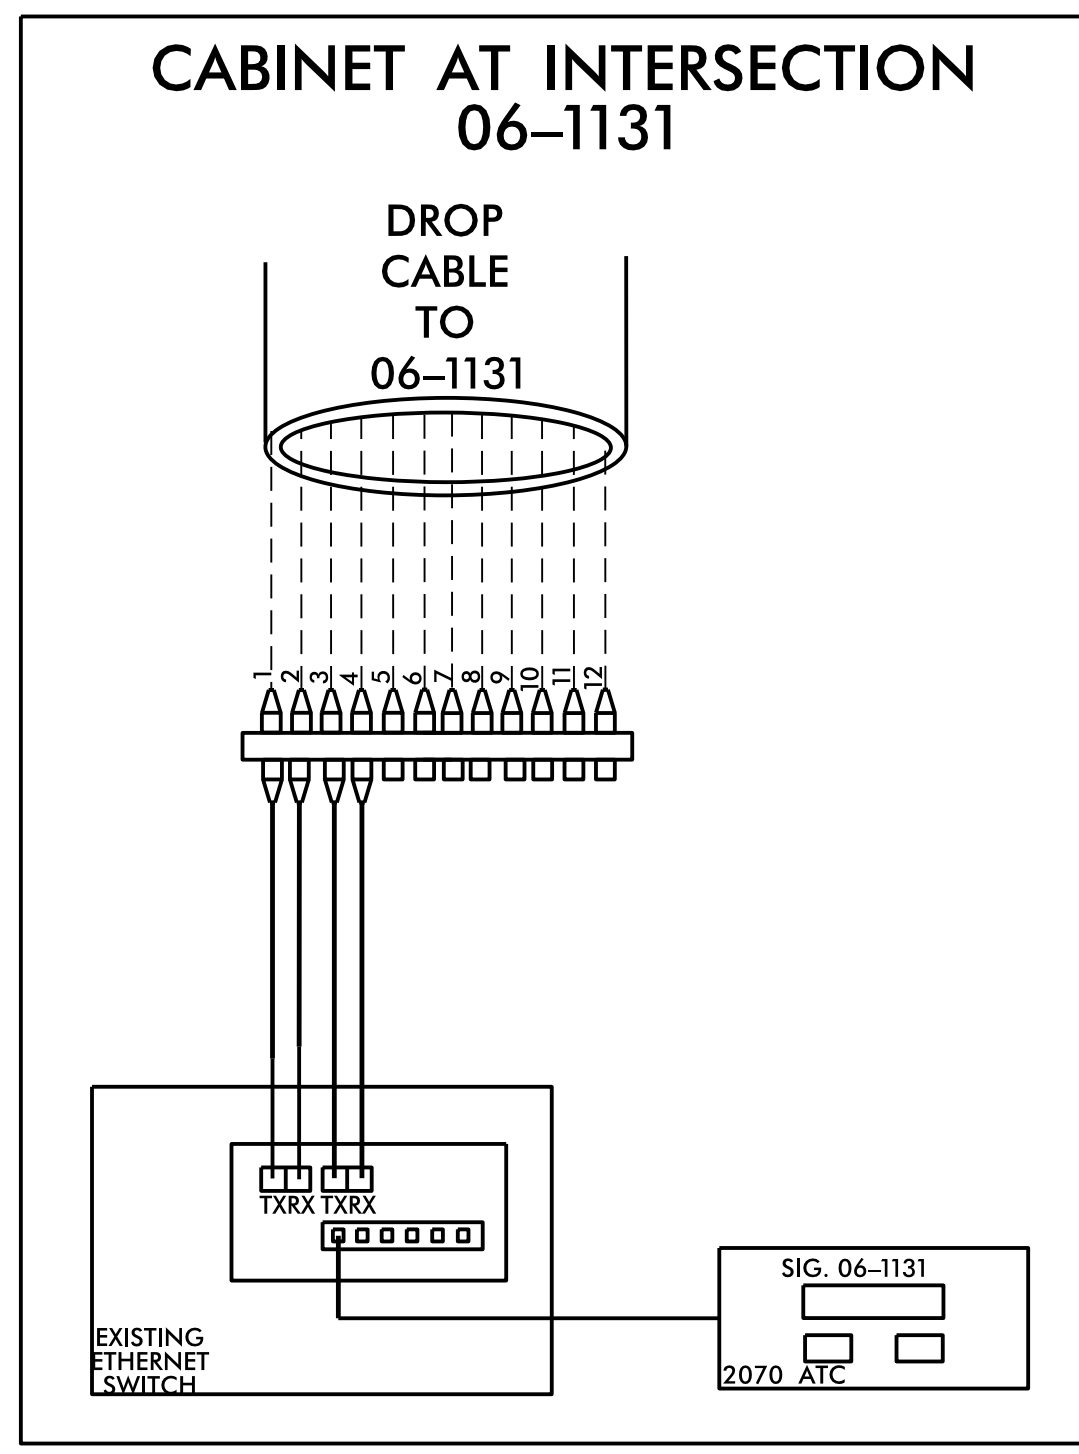 CABINET AT INTERSECTION
06–1131
DROP
CABLE
TO
06–1131
1 2 3 4 5 6 7 8 9 10 11 12
TXRX TXRX
SIG. 06–1131
2070 ATC
EXISTING
ETHERNET
SWITCH